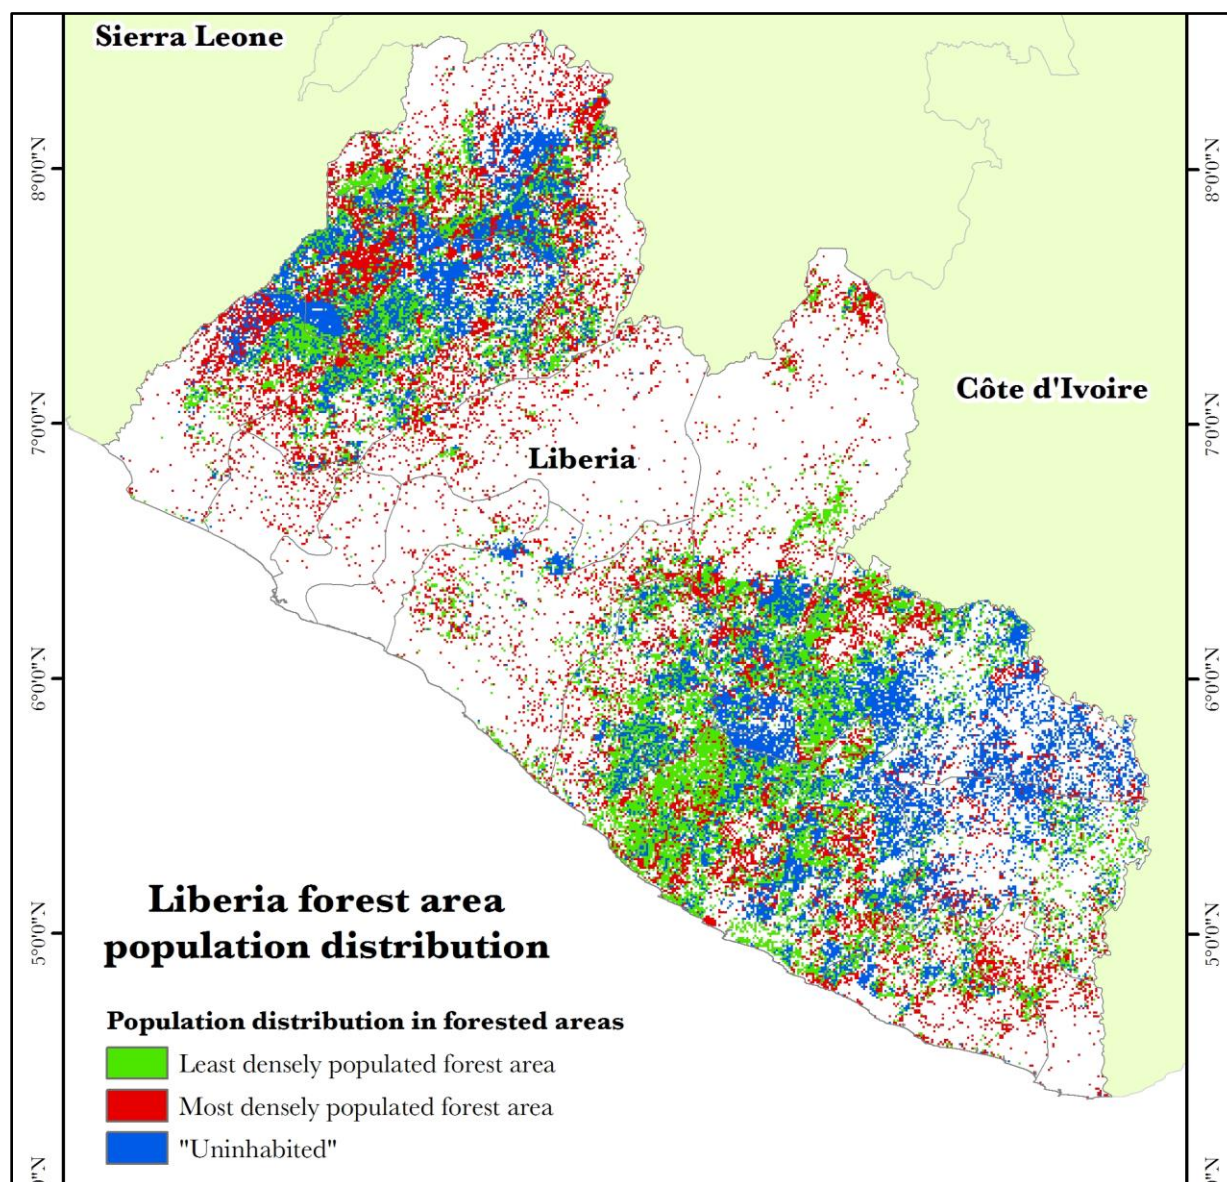 Sierra Leone
8°0'0"N
8°0'0"N
Côte d'Ivoire
7°0'0"N
7°0'0"N
Liberia
6°0'0"N
6°0'0"N
Liberia forest area
population distribution
5°0'0"N
5°0'0"N
Population distribution in forested areas
Least densely populated forest area
Most densely populated forest area
"Uninhabited"